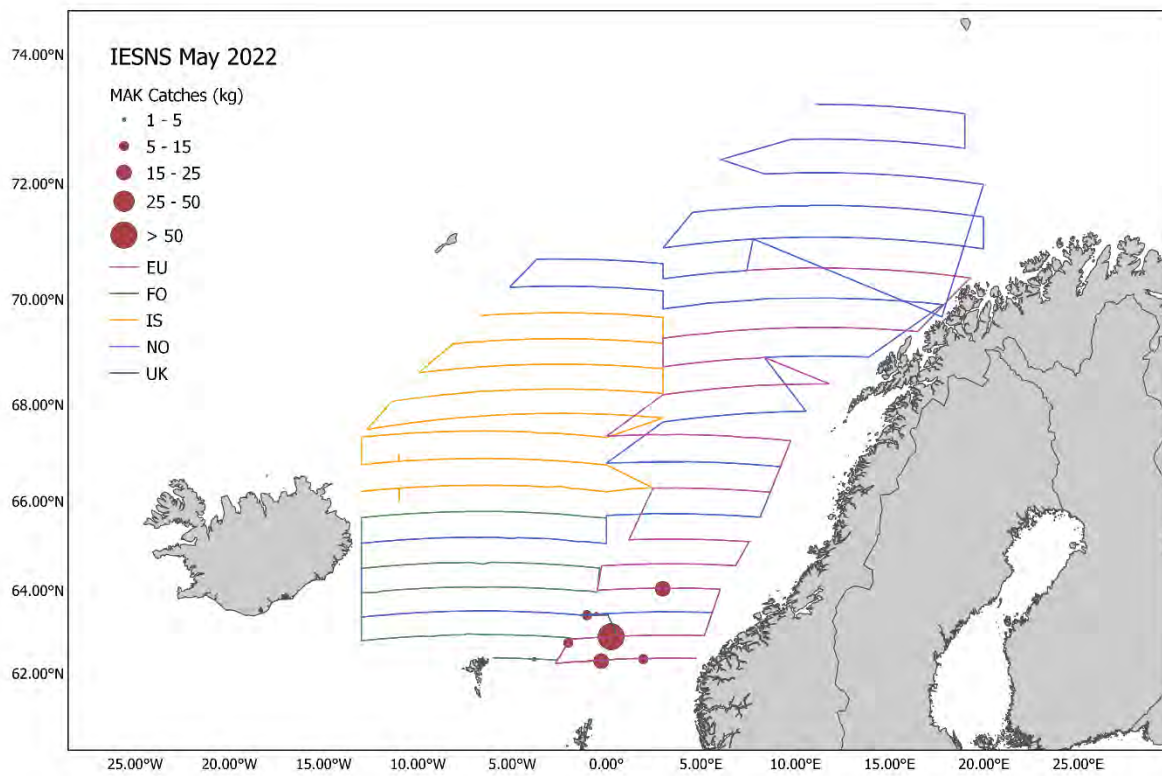 IESNS May 2022
MAK Catches (kg)
1 - 5
5 - 15
15 - 25
25 - 50
> 50
EU
FO
IS
NO
UK
74.00°N
72.00°N
70.00°N
68.00°N
66.00°N
64.00°N
62.00°N
25.00°W 20.00°W 15.00°W 10.00°W 5.00°W 0.00°E 5.00°E 10.00°E 15.00°E 20.00°E 25.00°E